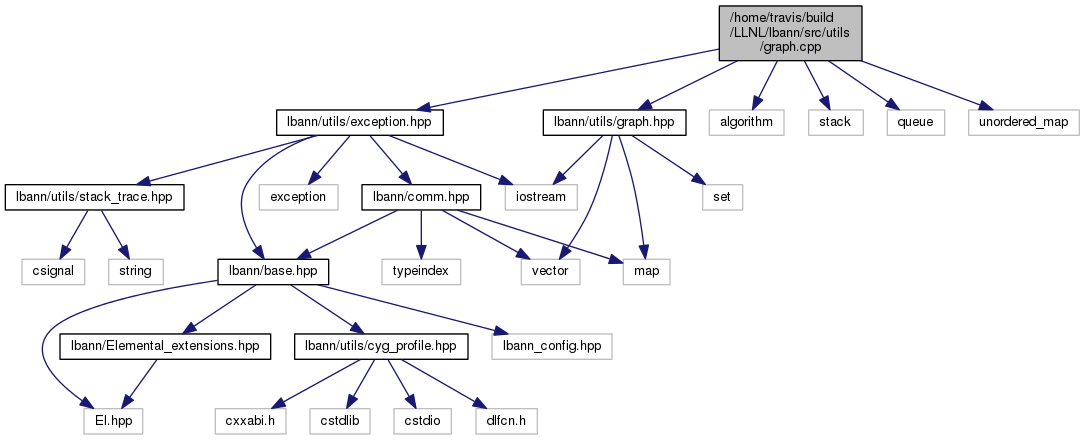 /home/travis/build
/LLNL/lbann/src/utils
/graph.cpp
lbann/utils/exception.hpp
lbann/utils/graph.hpp
algorithm
stack
queue
unordered_map
lbann/utils/stack_trace.hpp
exception
lbann/comm.hpp
iostream
set
csignal
string
lbann/base.hpp
typeindex
vector
map
lbann/Elemental_extensions.hpp
lbann/utils/cyg_profile.hpp
lbann_config.hpp
El.hpp
cxxabi.h
cstdlib
cstdio
dlfcn.h